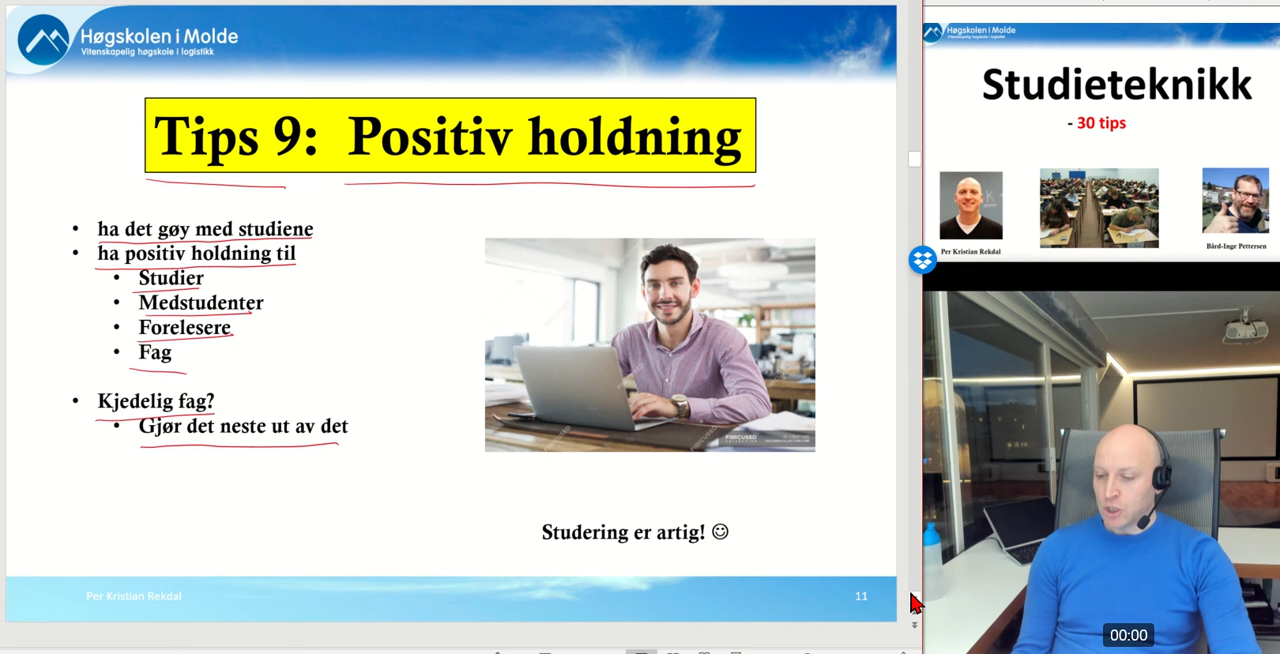 Høgskolen i Molde
Vitenskapelig høgskole i logistikk
Tips 9: Positiv holdning
• ha det gøy med studiene
• ha positiv holdning til
• Studier
• Medstudenter
• Forelesere
• Fag
• Kjedelig fag?
• Gjør det neste ut av det
Studering er artig! ☺
Per Kristian Rekdal
11
Høgskolen i Molde
Vitenskapelig høgskole i logistikk
Studieteknikk
- 30 tips
Per Kristian Rekdal
Bård-Inge Pettersen
00:00